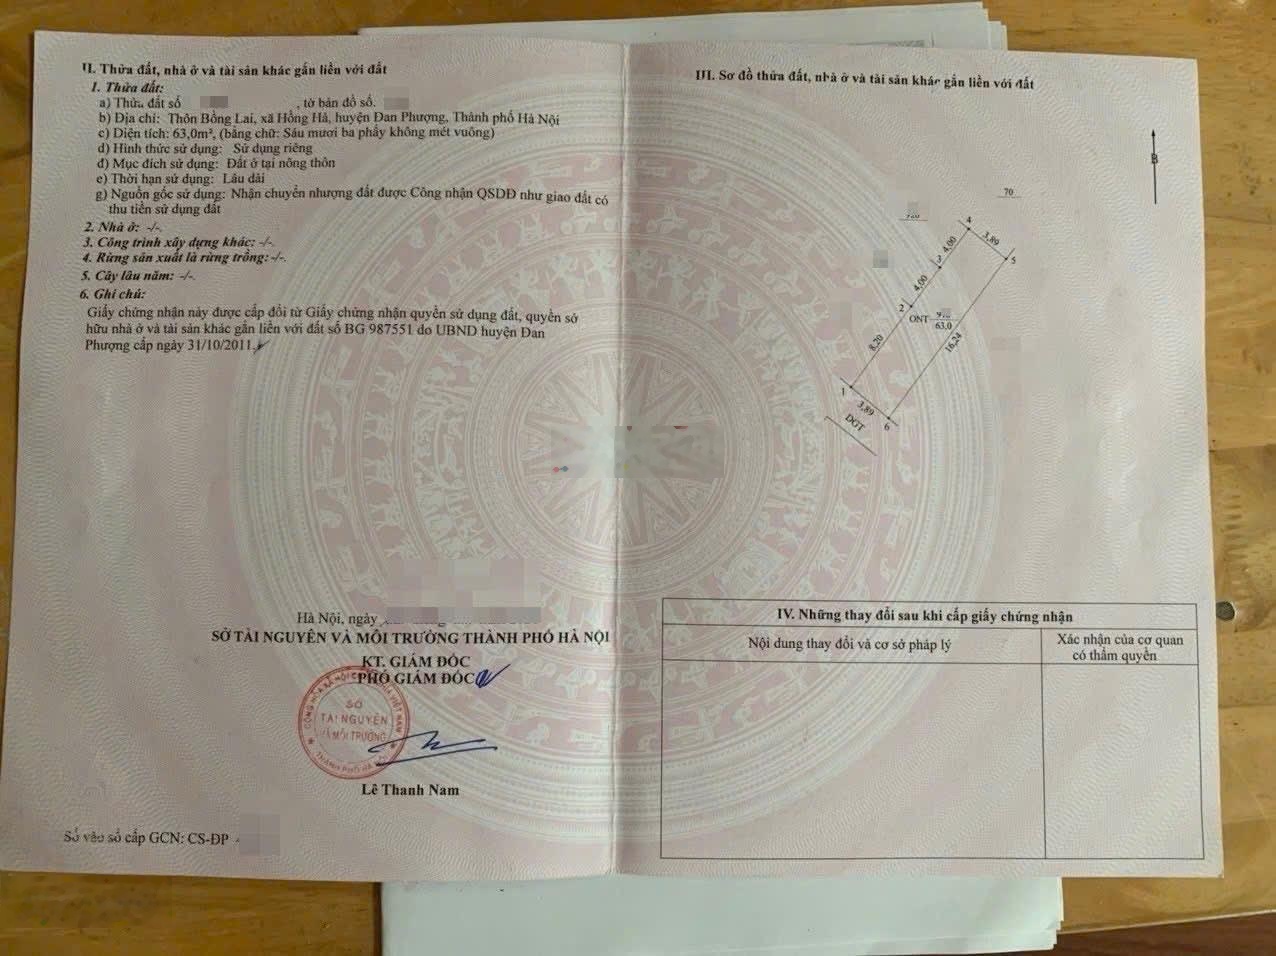 II. Thửa đất, nhà ở và tài sản khác gắn liền với đất
1. Thửa đất:
a) Thửa đất số , tờ bản đồ số.
b) Địa chỉ: Thôn Bồng Lai, xã Hồng Hà, huyện Đan Phượng, Thành phố Hà Nội
c) Diện tích: 63,0m², (bằng chữ: Sáu mươi ba phẩy không mét vuông)
d) Hình thức sử dụng: Sử dụng riêng
đ) Mục đích sử dụng: Đất ở tại nông thôn
e) Thời hạn sử dụng: Lâu dài
g) Nguồn gốc sử dụng: Nhận chuyển nhượng đất được Công nhận QSDĐ như giao đất có
thu tiền sử dụng đất
2. Nhà ở: -/-.
3. Công trình xây dựng khác: -/-.
4. Rừng sản xuất là rừng trồng: -/-.
5. Cây lâu năm: -/-.
6. Ghi chú:
Giấy chứng nhận này được cấp đổi từ Giấy chứng nhận quyền sử dụng đất, quyền sở
hữu nhà ở và tài sản khác gắn liền với đất số BG 987551 do UBND huyện Đan
Phượng cấp ngày 31/10/2011.
Hà Nội, ngày
SỞ TÀI NGUYÊN VÀ MÔI TRƯỜNG THÀNH PHỐ HÀ NỘI
KT. GIÁM ĐỐC
PHÓ GIÁM ĐỐC
SỞ
TÀI NGUYÊN
VÀ MÔI TRƯỜNG
THÀNH PHỐ HÀ
Lê Thanh Nam
Số vào sổ cấp GCN: CS-ĐP
III. Sơ đồ thửa đất, nhà ở và tài sản khác gắn liền với đất
B
70
4
3,89
5
4,00
3
4,00
2
ONT
63,0
8,20
16,24
1
3,89
6
DGT
IV. Những thay đổi sau khi cấp giấy chứng nhận
Nội dung thay đổi và cơ sở pháp lý
Xác nhận của cơ quan
có thẩm quyền